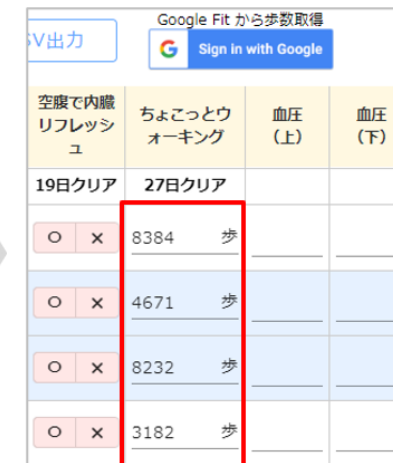 Google Fit から歩数取得
SV出力
G Sign in with Google
空腹で内臓
リフレッシ
ュ
ちょこっとウ
ォーキング
血圧
(上)
血圧
(下)
19日クリア 27日クリア
○ × 8384 歩
○ × 4671 歩
○ × 8232 歩
○ × 3182 歩